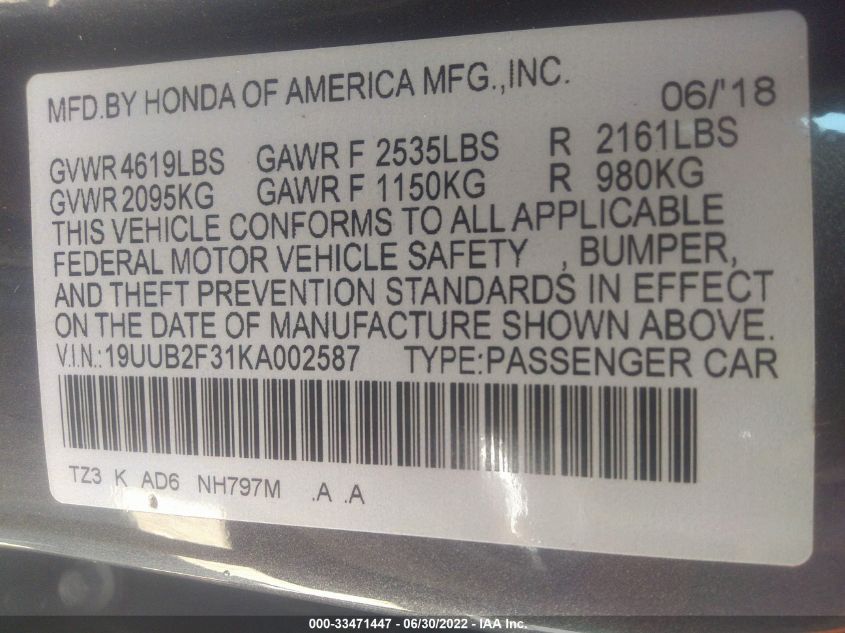 MFD.BY HONDA OF AMERICA MFG.,INC. 06/'18
GVWR 4619LBS GAWR F 2535LBS R 2161LBS
GVWR 2095KG GAWR F 1150KG R 980KG
THIS VEHICLE CONFORMS TO ALL APPLICABLE
FEDERAL MOTOR VEHICLE SAFETY , BUMPER,
AND THEFT PREVENTION STANDARDS IN EFFECT
ON THE DATE OF MANUFACTURE SHOWN ABOVE.
V.I.N.:19UUB2F31KA002587 TYPE:PASSENGER CAR
TZ3 K AD6 NH797M .A .A
000-33471447 - 06/30/2022 - IAA Inc.